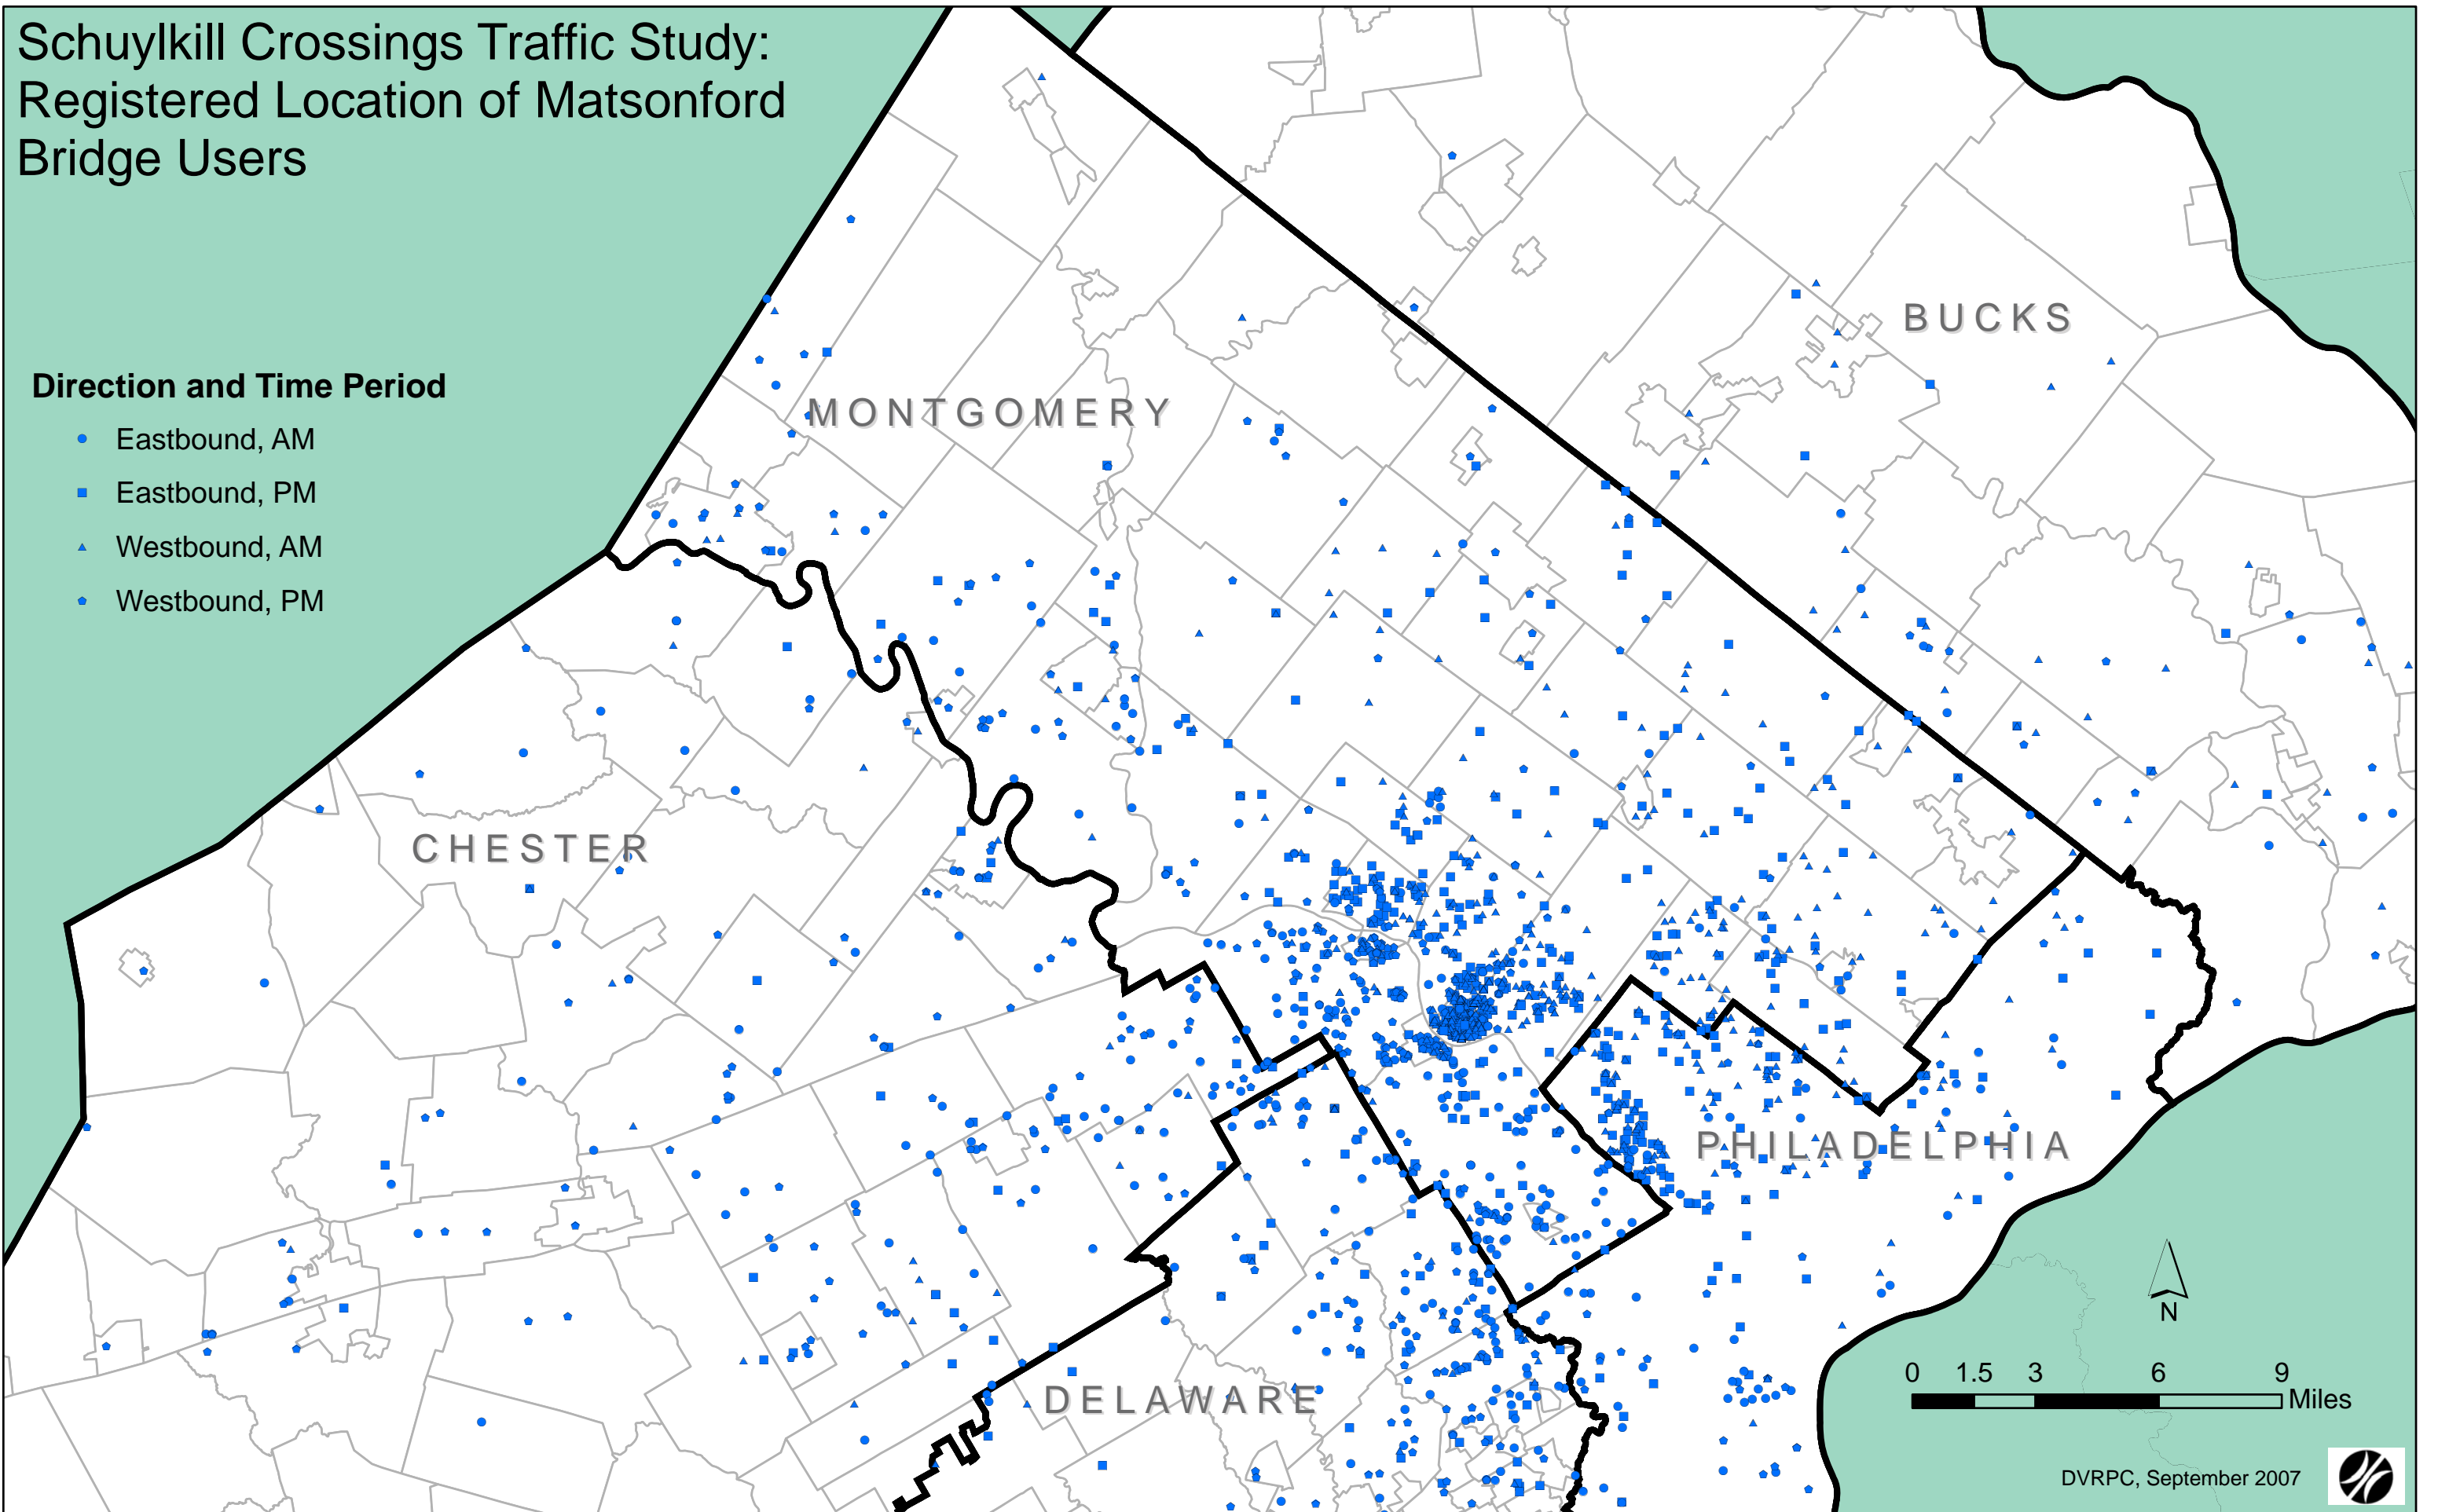 Schuylkill Crossings Traffic Study:
Registered Location of Matsonford
Bridge Users
Direction and Time Period
Eastbound, AM
Eastbound, PM
Westbound, AM
Westbound, PM
BUCKS
MONTGOMERY
CHESTER
PHILADELPHIA
DELAWARE
N
0 1.5 3 6 9
Miles
DVRPC, September 2007